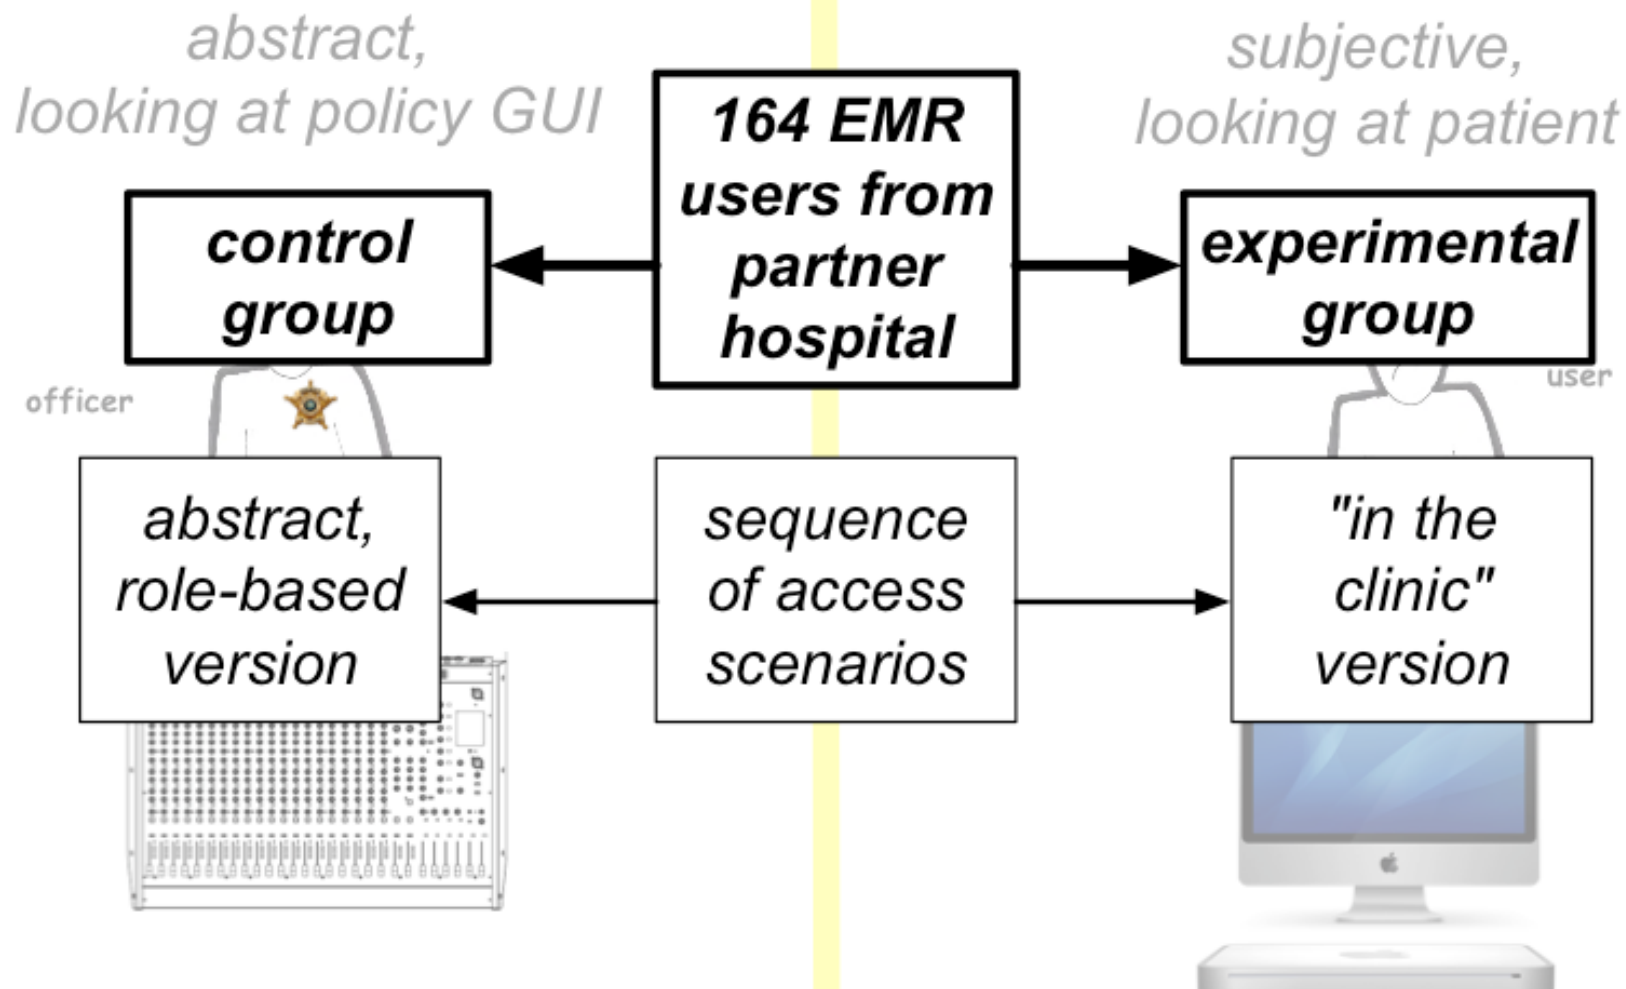 abstract,
looking at policy GUI
subjective,
looking at patient
164 EMR
users from
partner
hospital
control
group
experimental
group
officer
user
abstract,
role-based
version
sequence
of access
scenarios
"in the
clinic"
version